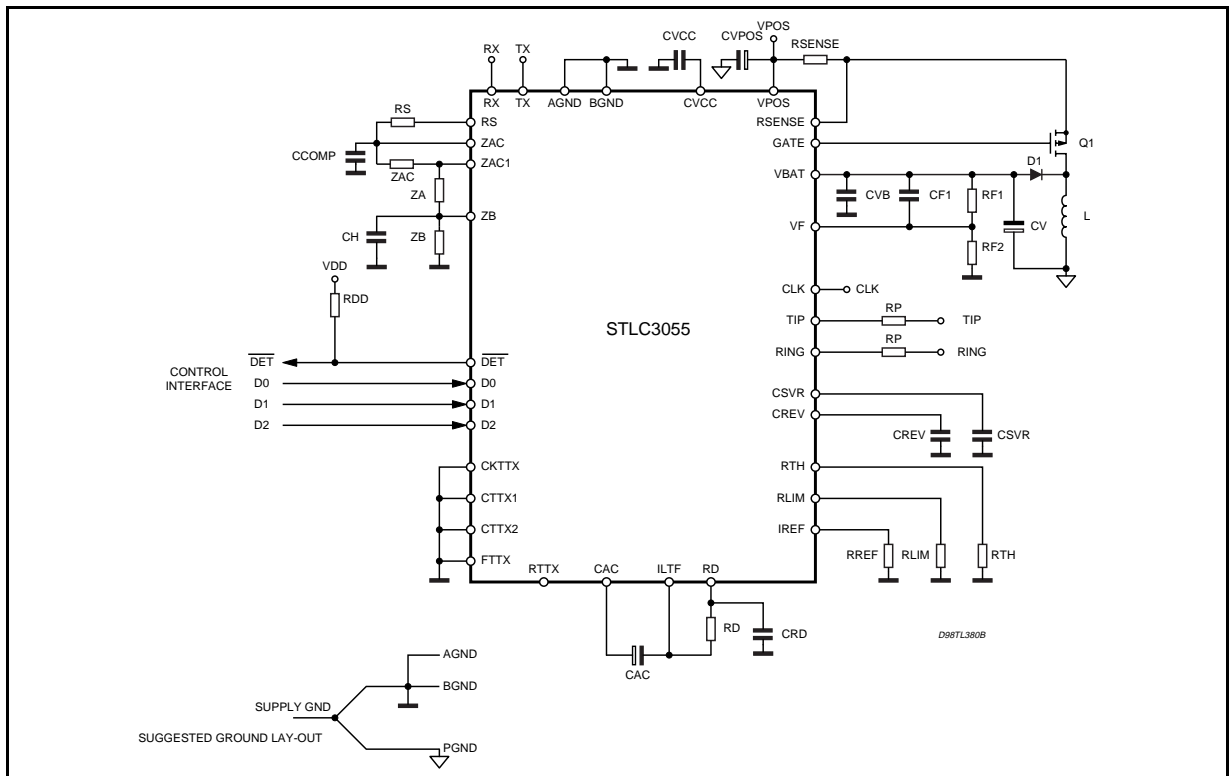 VPOS
CVCC CVPOS RSENSE
RX TX
RX TX AGND BGND CVCC VPOS
RS RS RSENSE
ZAC GATE Q1
CCOMP
ZAC ZAC1 VBAT D1
ZA CVB CF1 RF1 L
ZB CV
CH ZB VF
RF2
VDD
RDD CLK CLK
STLC3055 TIP RP TIP
RING RP RING
DET DET
CONTROL
INTERFACE
D0 D0
D1 D1
D2 D2
CSVR
CREV CREV CSVR
CKTTX RTH
CTTX1 RLIM
CTTX2 IREF
FTTX RREF RLIM RTH
RTTX CAC ILTF RD
RD CRD
CAC
D98TL380B
AGND
BGND
SUPPLY GND
SUGGESTED GROUND LAY-OUT
PGND